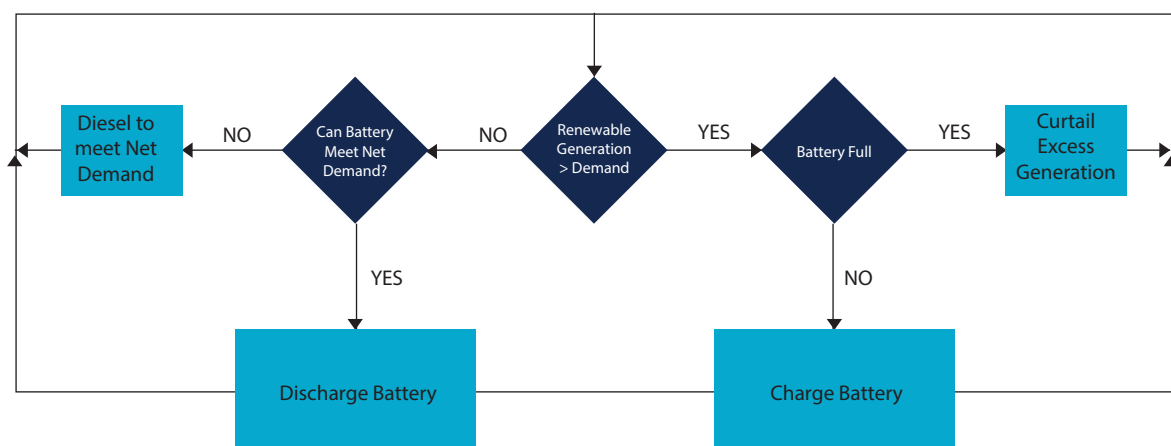 Diesel to
meet Net
Demand
NO
Can Battery
Meet Net
Demand?
NO
Renewable
Generation
> Demand
YES
Battery Full
YES
Curtail
Excess
Generation
YES
NO
Discharge Battery
Charge Battery